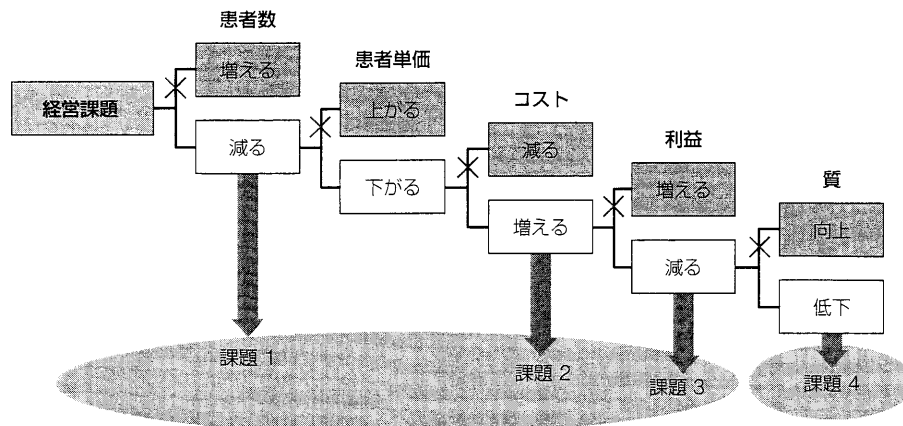 患者数
増える
患者単価
経営課題
上がる
コスト
減る
減る
利益
下がる
増える
質
増える
向上
減る
低下
課題 1
課題 2
課題 3
課題 4